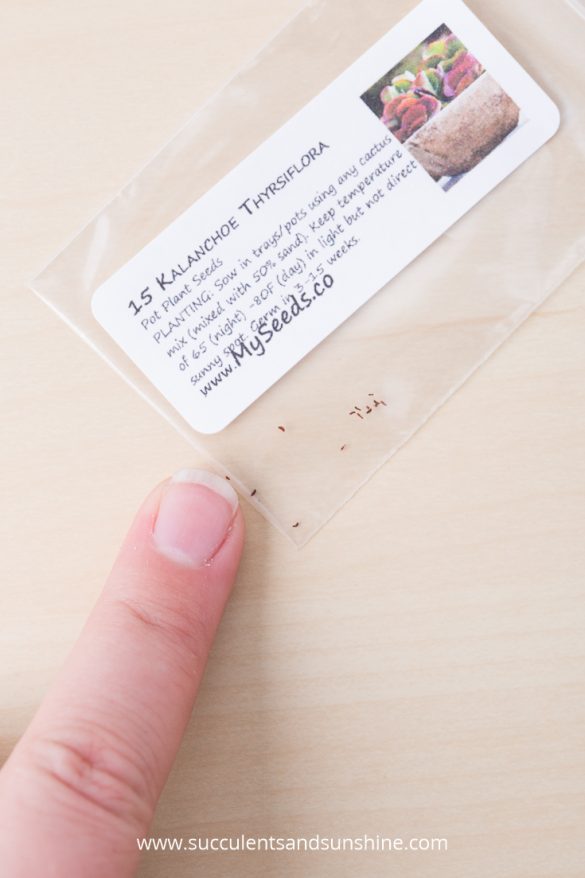 15 KALANCHOE THYRSIFLORA
Pot Plant Seeds
PLANTING: Sow in trays/pots using any cactus
mix (mixed with 50% sand). Keep temperature
of 65 (night) -80F (day) in light but not direct
sunny spot. Germ in 3-15 weeks.
www.MySeeds.co
www.succulentsandsunshine.com